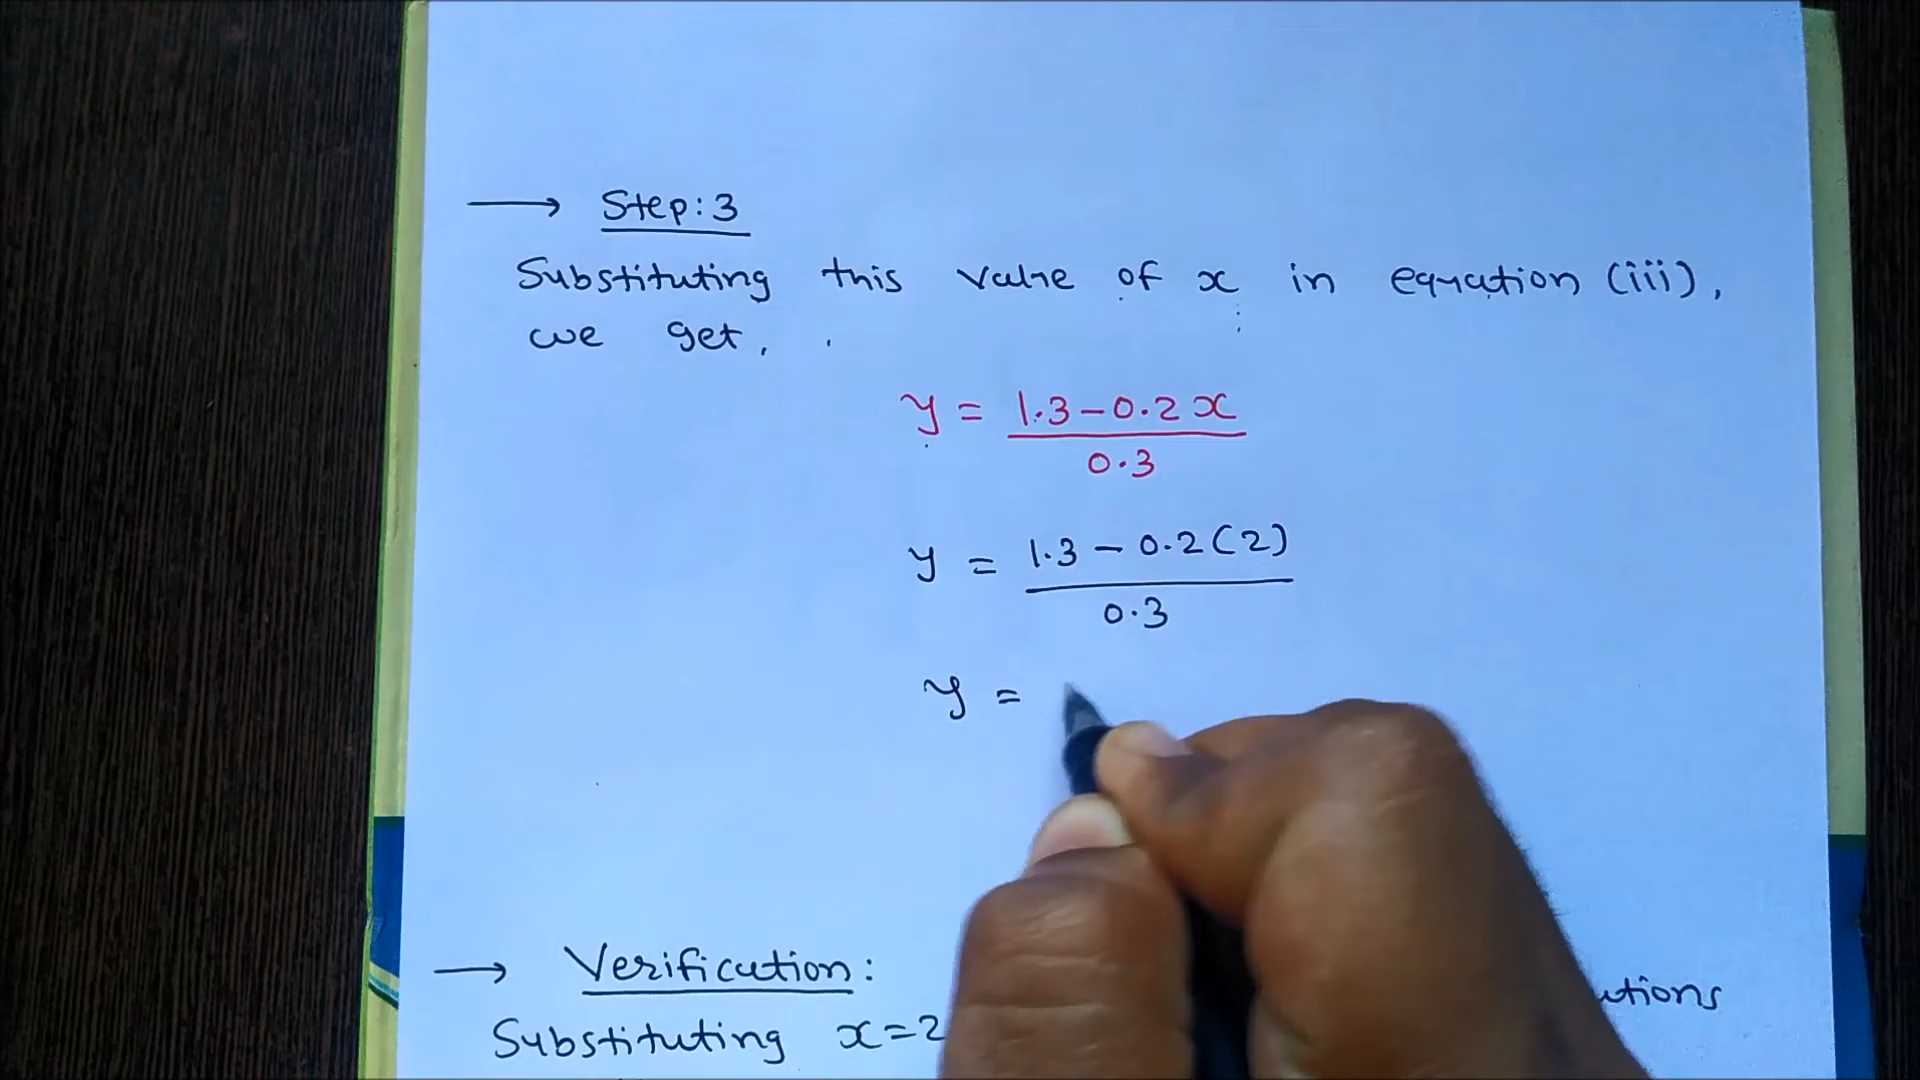 → Step:3
Substituting this value of x in equation (iii),
we get,
y = 1.3-0.2x
0.3
y = 1.3 - 0.2(2)
0.3
y =
→ Verification:
Substituting x=2